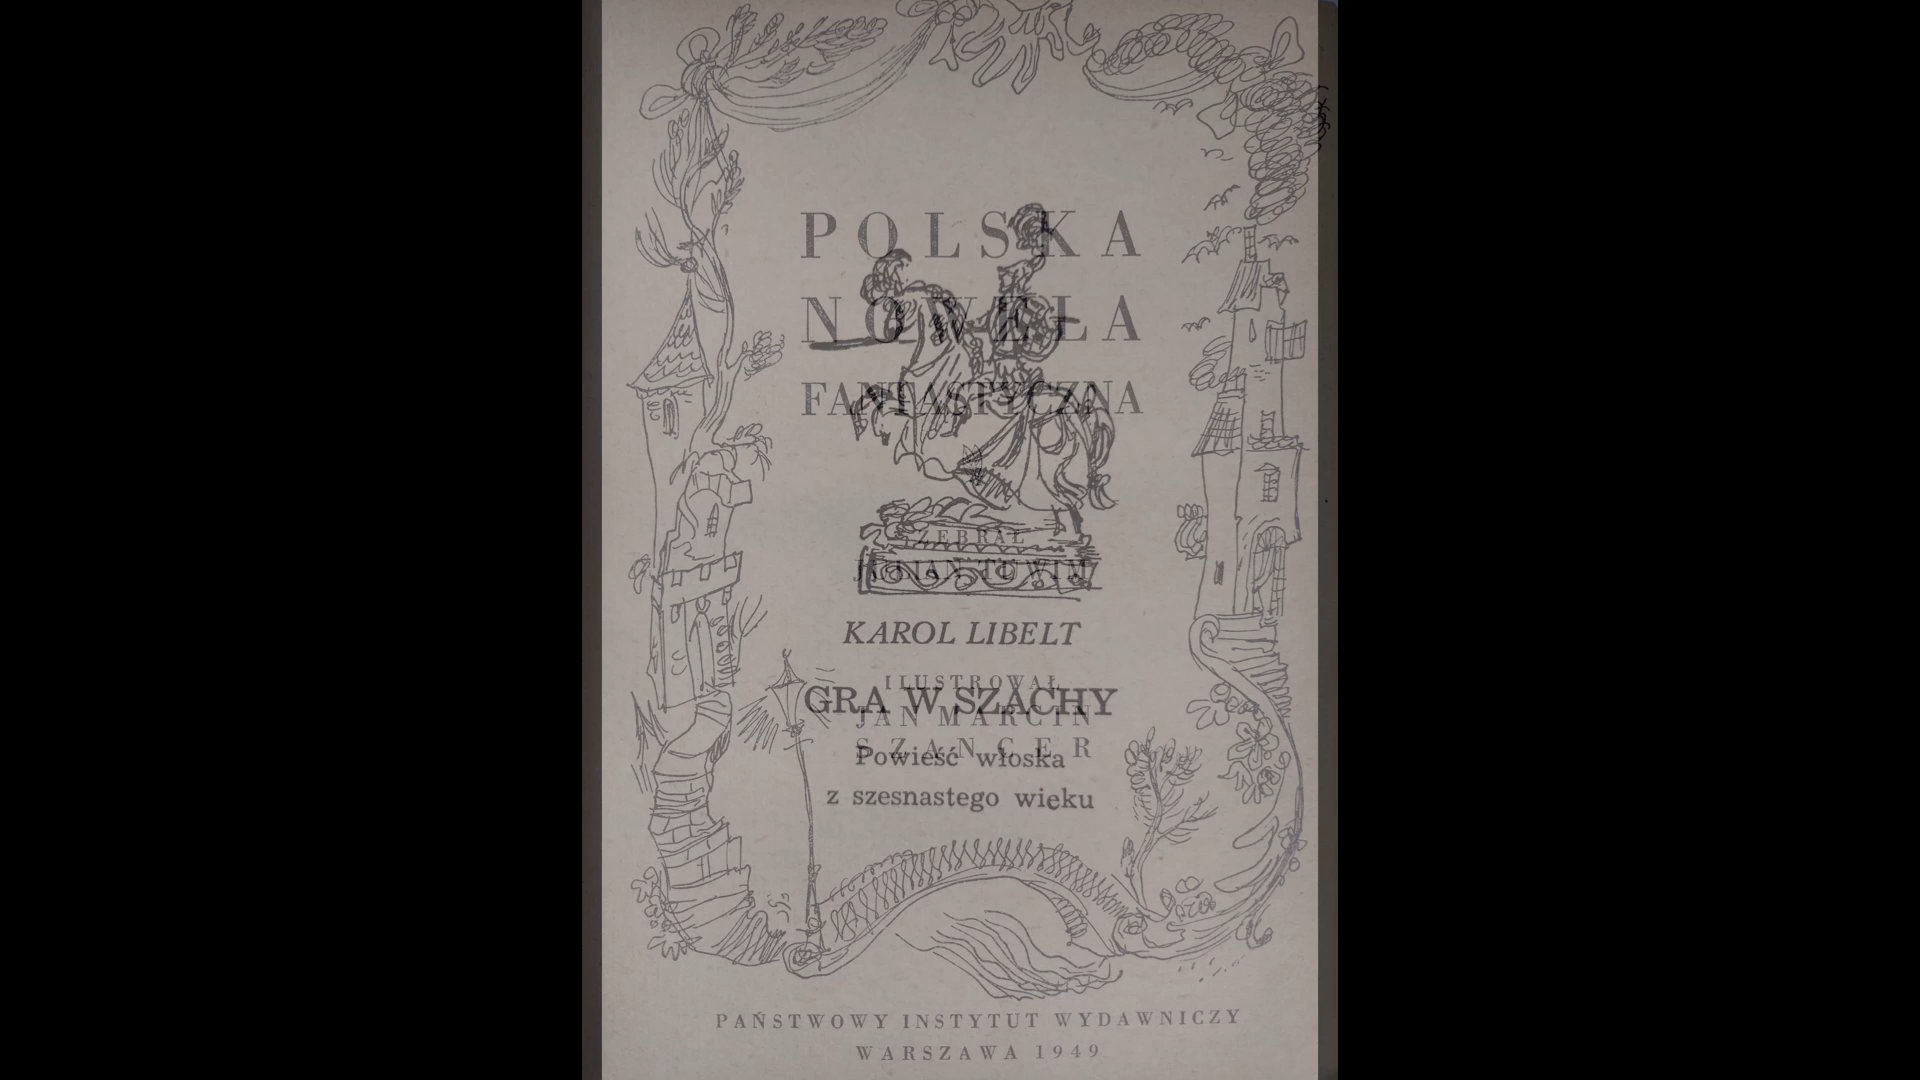 POLSKA
NOWELA
FANTASTYCZNA
ZEBRAŁ
JULIAN TUWIM
KAROL LIBELT
ILUSTROWAŁ
GRA W SZACHY
JAN MARCIN
SZANCER
Powieść włoska
z szesnastego wieku
PAŃSTWOWY INSTYTUT WYDAWNICZY
WARSZAWA 1949